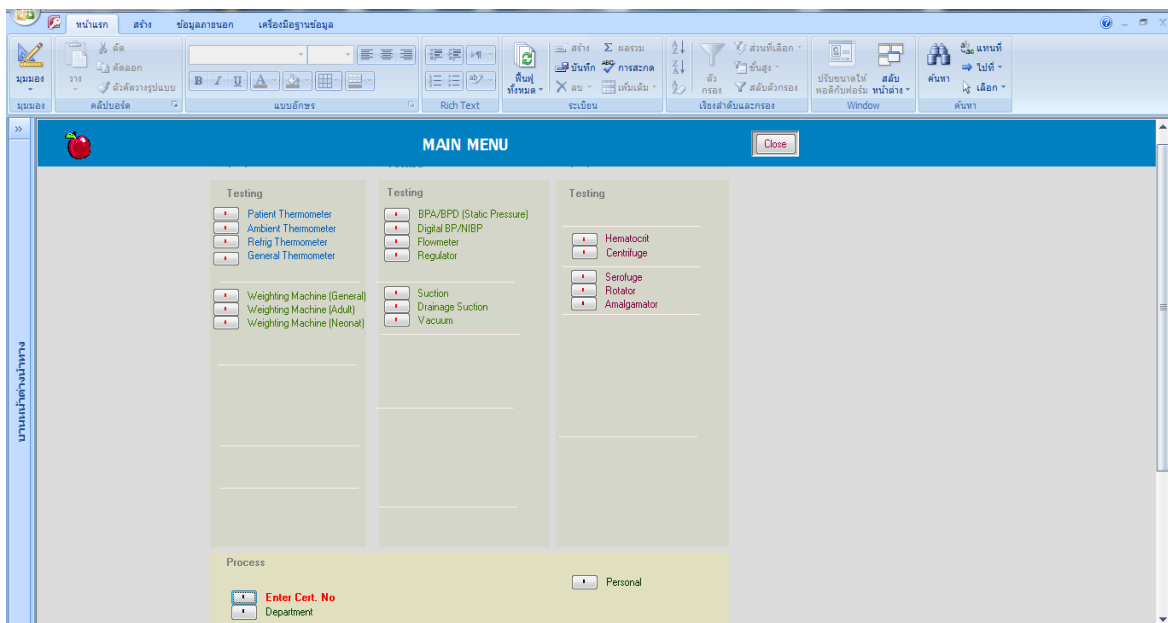 หน้าแรก สร้าง ข้อมูลภายนอก เครื่องมือฐานข้อมูล
มุมมอง
มุมมอง
วาง
ตัด
คัดลอก
ตัวคัดวางรูปแบบ
คลิปบอร์ด
B I U A
แบบอักษร
Rich Text
ฟื้นฟู
ทั้งหมด
สร้าง
บันทึก
ลบ
ผลรวม
การสะกด
เพิ่มเติม
ระเบียน
ตัว
กรอง
ส่วนที่เลือก
ขั้นสูง
สลับตัวกรอง
เรียงลำดับและกรอง
ปรับขนาดให้
พอดีกับฟอร์ม
สลับ
หน้าต่าง
Window
ค้นหา
แทนที่
ไปที่
เลือก
ค้นหา
บานหน้าต่างนำทาง
MAIN MENU
Close
Testing
Patient Thermometer
Ambient Thermometer
Refrig Thermometer
General Thermometer
Weighting Machine (General)
Weighting Machine (Adult)
Weighting Machine (Neonat)
Testing
BPA/BPD (Static Pressure)
Digital BP/NIBP
Flowmeter
Regulator
Suction
Drainage Suction
Vacuum
Testing
Hematocrit
Centrifuge
Serofuge
Rotator
Amalgamator
Process
Enter Cert. No
Department
Personal